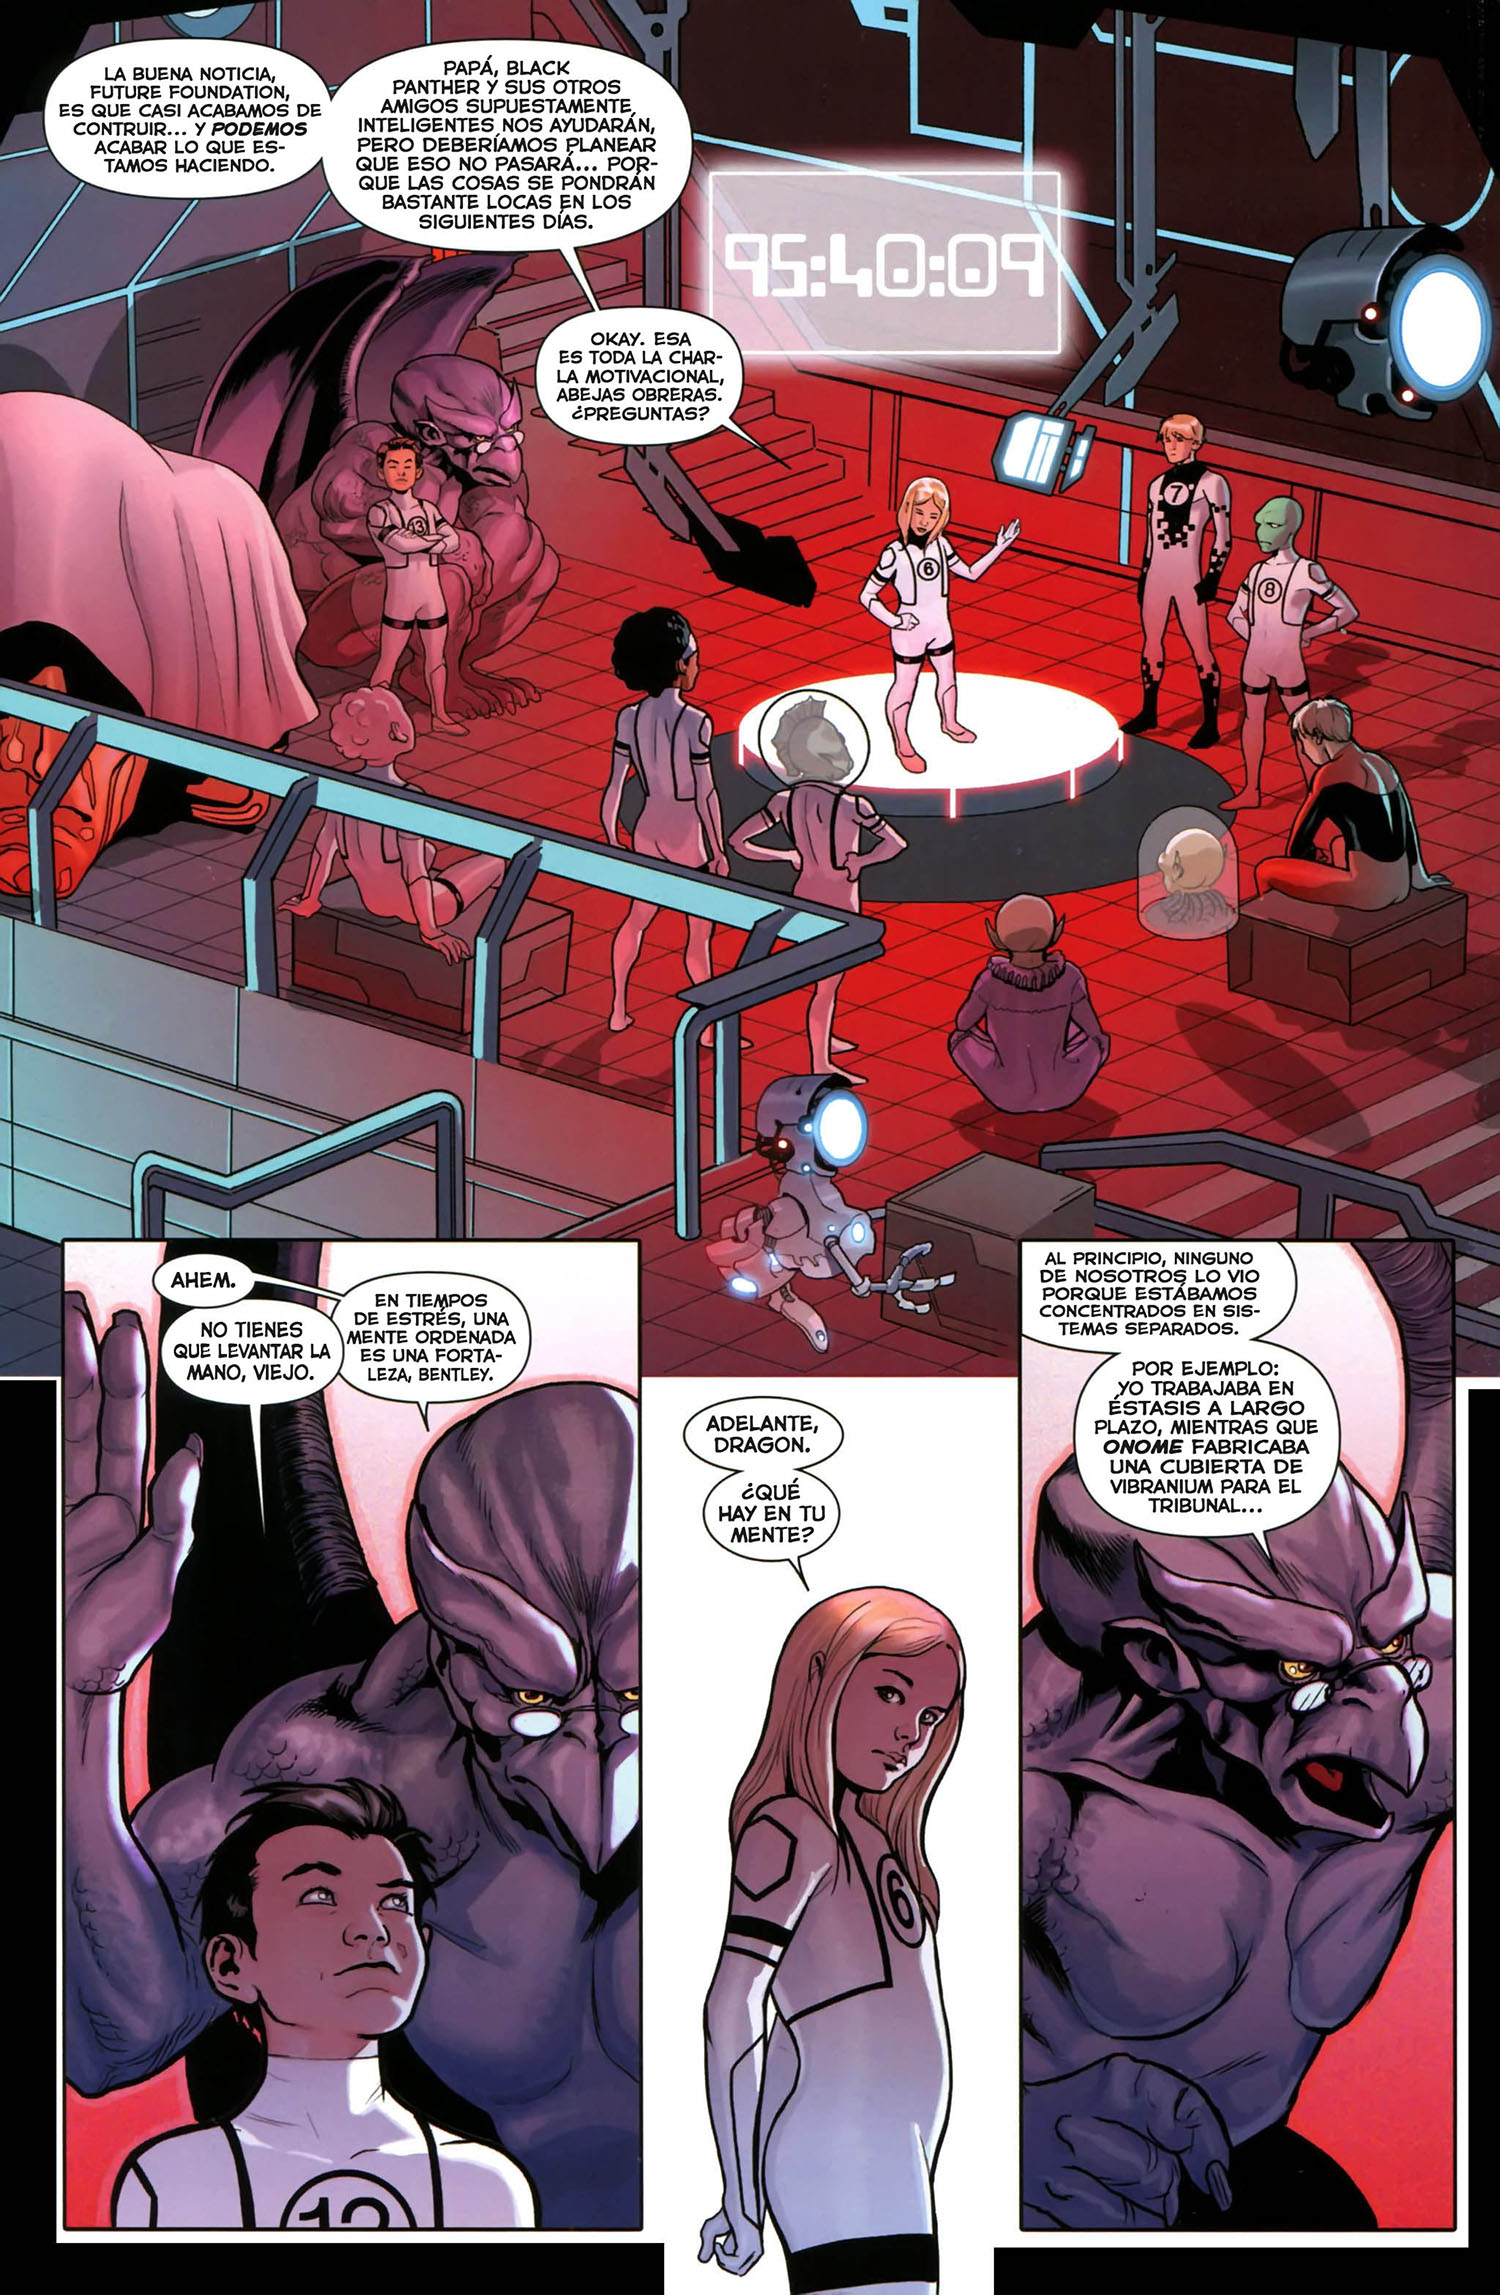 LA BUENA NOTICIA,
FUTURE FOUNDATION,
ES QUE CASI ACABAMOS DE
CONTRUIR... Y PODEMOS
ACABAR LO QUE ES-
TAMOS HACIENDO.
PAPÁ, BLACK
PANTHER Y SUS OTROS
AMIGOS SUPUESTAMENTE
INTELIGENTES NOS AYUDARÁN,
PERO DEBERÍAMOS PLANEAR
QUE ESO NO PASARÁ... POR-
QUE LAS COSAS SE PONDRÁN
BASTANTE LOCAS EN LOS
SIGUIENTES DÍAS.
95:40:09
OKAY. ESA
ES TODA LA CHAR-
LA MOTIVACIONAL,
ABEJAS OBRERAS.
¿PREGUNTAS?
13
6
7
8
AHEM.
NO TIENES
QUE LEVANTAR LA
MANO, VIEJO.
EN TIEMPOS
DE ESTRÉS, UNA
MENTE ORDENADA
ES UNA FORTA-
LEZA, BENTLEY.
13
ADELANTE,
DRAGON.
¿QUÉ
HAY EN TU
MENTE?
6
AL PRINCIPIO, NINGUNO
DE NOSOTROS LO VIO
PORQUE ESTÁBAMOS
CONCENTRADOS EN SIS-
TEMAS SEPARADOS.
POR EJEMPLO:
YO TRABAJABA EN
ÉSTASIS A LARGO
PLAZO, MIENTRAS QUE
ONOME FABRICABA
UNA CUBIERTA DE
VIBRANIUM PARA EL
TRIBUNAL...